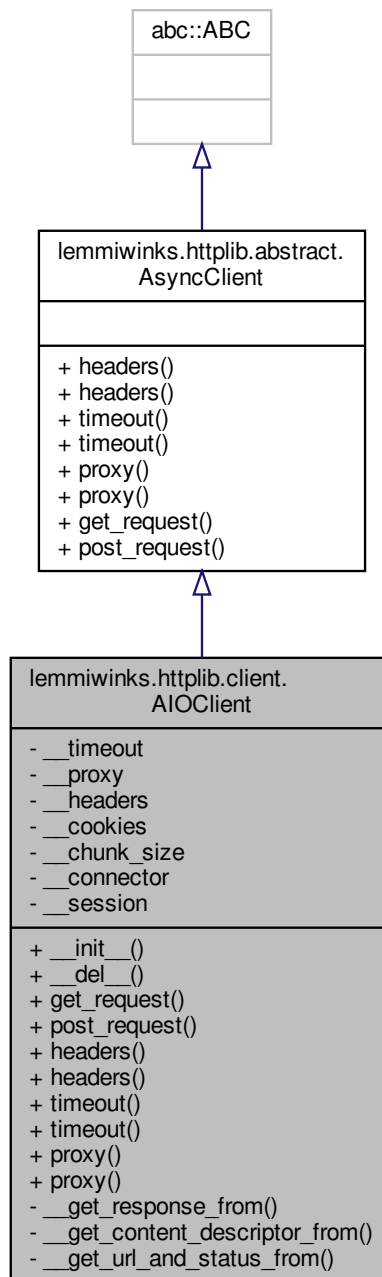 abc::ABC
lemmiwinks.httplib.abstract.
AsyncClient
+ headers()
+ headers()
+ timeout()
+ timeout()
+ proxy()
+ proxy()
+ get_request()
+ post_request()
lemmiwinks.httplib.client.
AIOClient
- __timeout
- __proxy
- __headers
- __cookies
- __chunk_size
- __connector
- __session
+ __init__()
+ __del__()
+ get_request()
+ post_request()
+ headers()
+ headers()
+ timeout()
+ timeout()
+ proxy()
+ proxy()
- __get_response_from()
- __get_content_descriptor_from()
- __get_url_and_status_from()